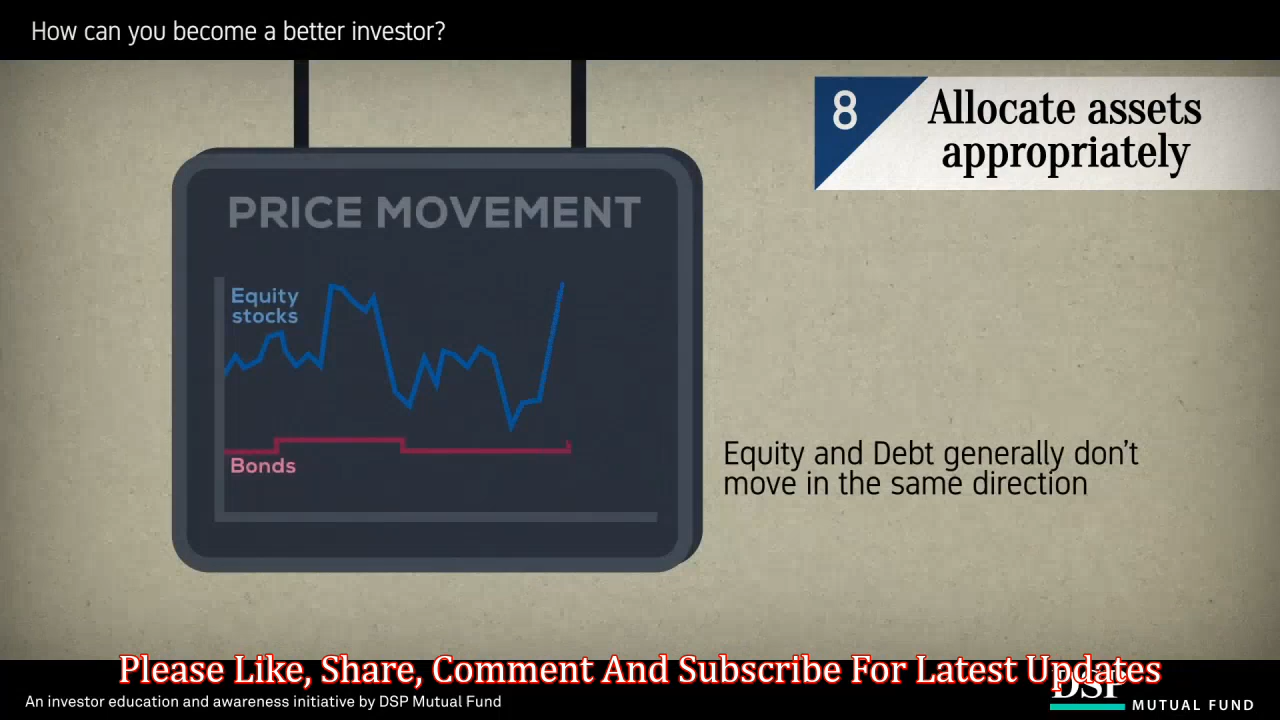 How can you become a better investor?
8
Allocate assets
appropriately
PRICE MOVEMENT
Equity
stocks
Bonds
Equity and Debt generally don't
move in the same direction
Please Like, Share, Comment And Subscribe For Latest Updates
An investor education and awareness initiative by DSP Mutual Fund
DSP
MUTUAL FUND